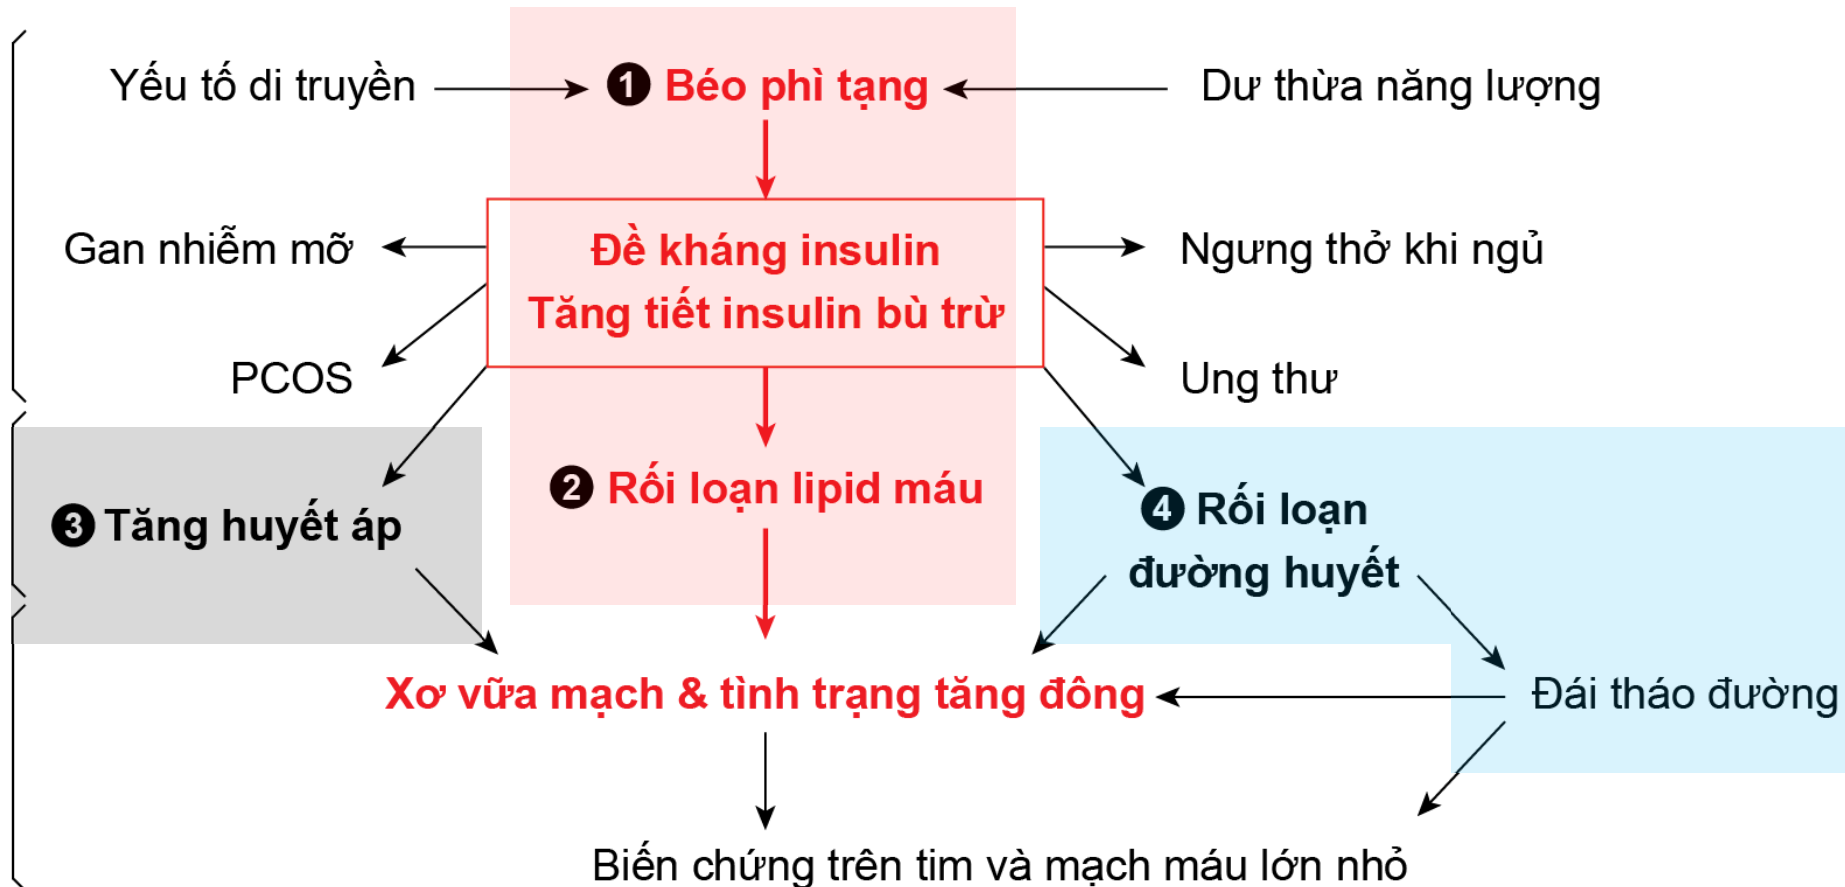 Yếu tố di truyền
❶ Béo phì tạng
Dư thừa năng lượng
Gan nhiễm mỡ
Đề kháng insulin
Tăng tiết insulin bù trừ
Ngưng thở khi ngủ
PCOS
Ung thư
❸ Tăng huyết áp
❷ Rối loạn lipid máu
❹ Rối loạn
đường huyết
Xơ vữa mạch & tình trạng tăng đông
Đái tháo đường
Biến chứng trên tim và mạch máu lớn nhỏ